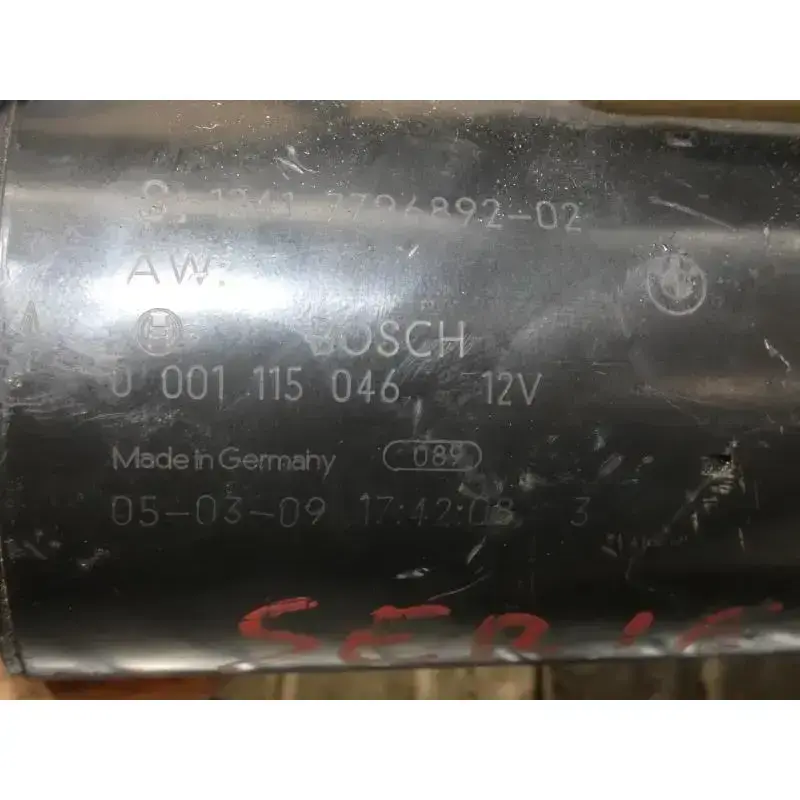 1241 7796892-02
AW:
BOSCH
0 001 115 046 12V
Made in Germany 089
05-03-09 17:42:08 3
SERIE